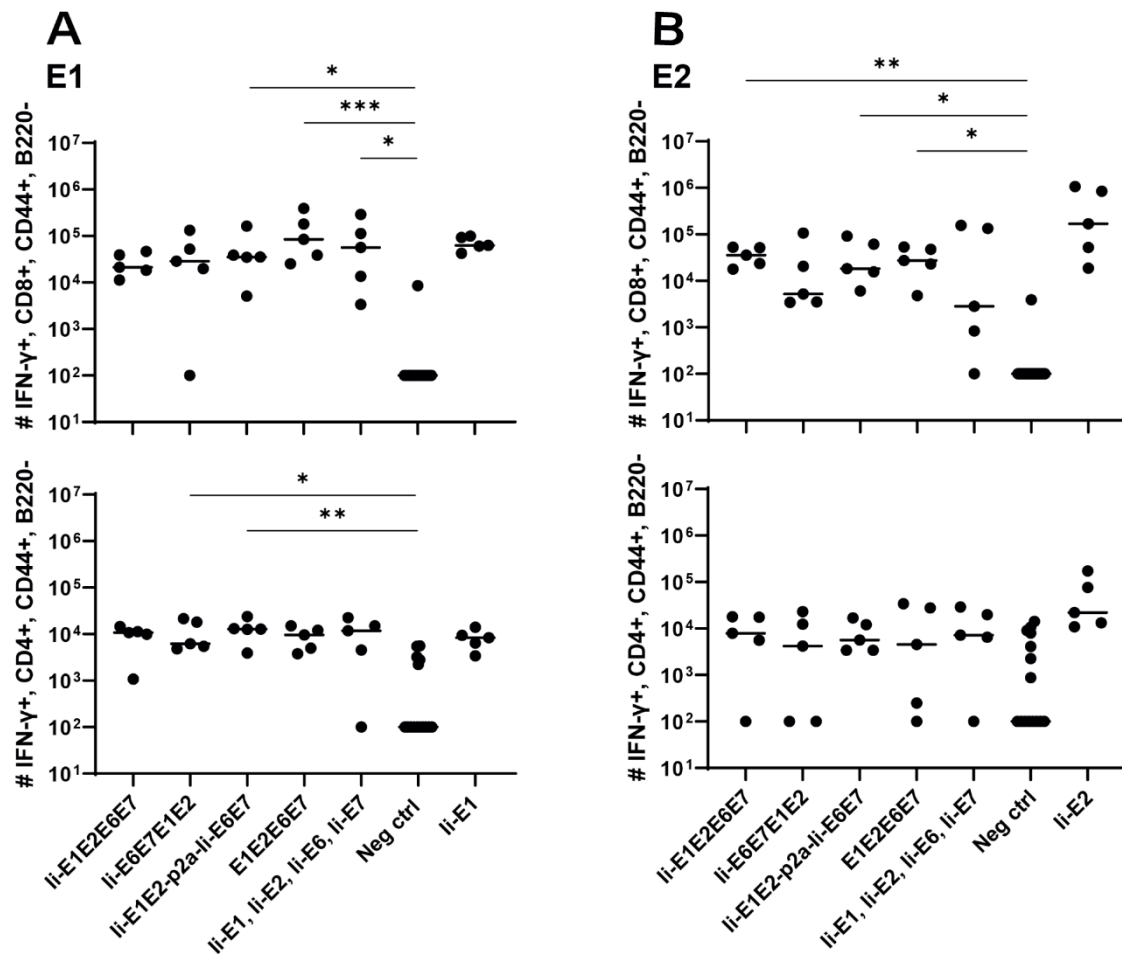 A
E1
*
***
*
# IFN-γ+, CD8+, CD44+, B220-
10⁷
10⁶
10⁵
10⁴
10³
10²
10¹
*
**
# IFN-γ+, CD4+, CD44+, B220-
10⁷
10⁶
10⁵
10⁴
10³
10²
10¹
Ii-E1E2E6E7
Ii-E6E7E1E2
Ii-E1E2-p2a-Ii-E6E7
E1E2E6E7
Ii-E1, Ii-E2, Ii-E6, Ii-E7
Neg ctrl
Ii-E1
B
E2
**
*
*
# IFN-γ+, CD8+, CD44+, B220-
10⁷
10⁶
10⁵
10⁴
10³
10²
10¹
# IFN-γ+, CD4+, CD44+, B220-
10⁷
10⁶
10⁵
10⁴
10³
10²
10¹
Ii-E1E2E6E7
Ii-E6E7E1E2
Ii-E1E2-p2a-Ii-E6E7
E1E2E6E7
Ii-E1, Ii-E2, Ii-E6, Ii-E7
Neg ctrl
Ii-E2